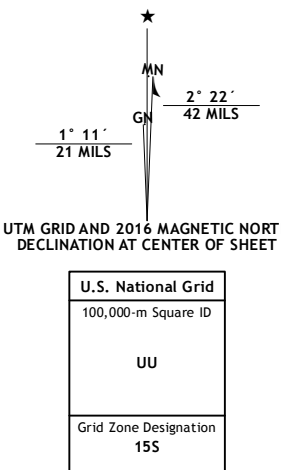 ★
MN
GN
2° 22´
42 MILS
1° 11´
21 MILS
UTM GRID AND 2016 MAGNETIC NORT
DECLINATION AT CENTER OF SHEET
U.S. National Grid
100,000-m Square ID
UU
Grid Zone Designation
15S